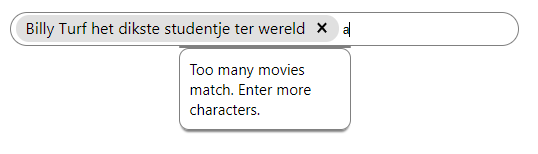 Billy Turf het dikste studentje ter wereld × a
Too many movies
match. Enter more
characters.